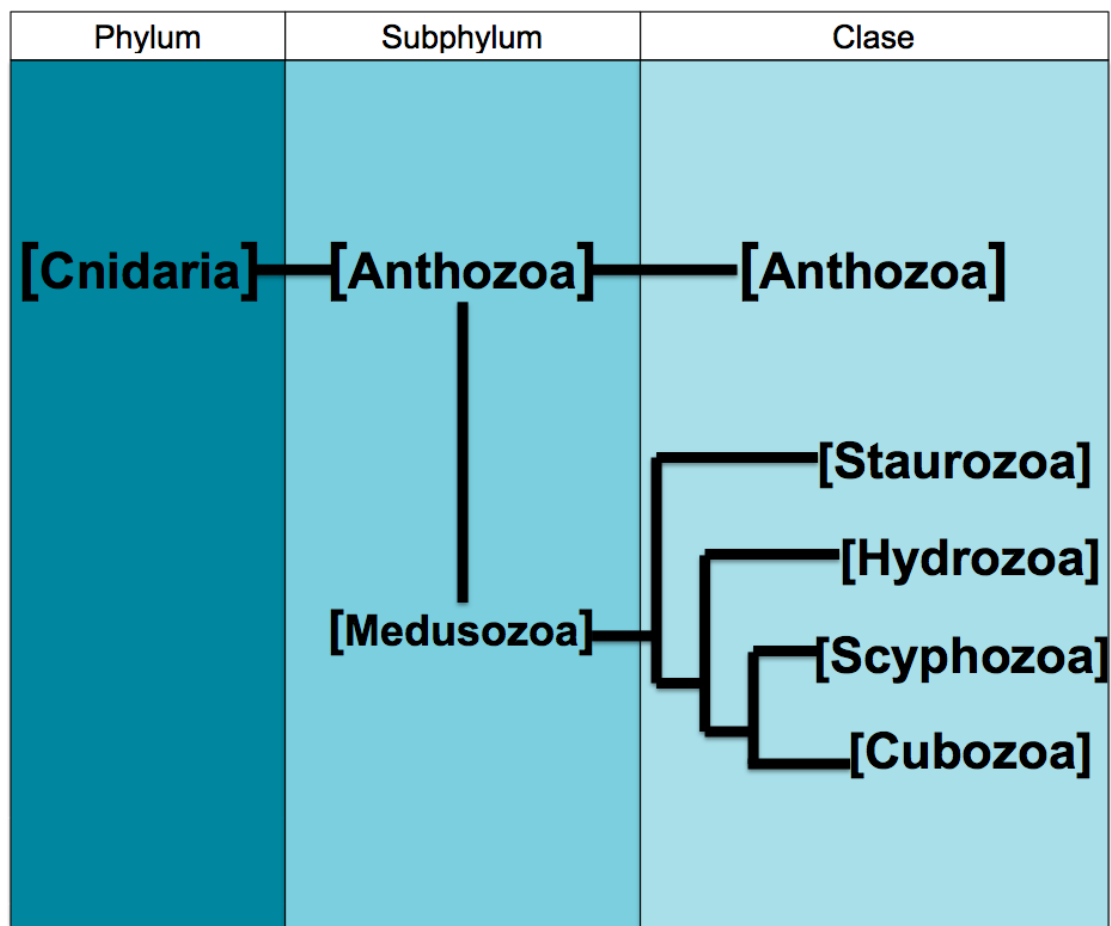 Phylum Subphylum Clase
[Cnidaria] [Anthozoa] [Anthozoa]
[Staurozoa]
[Hydrozoa]
[Medusozoa]
[Scyphozoa]
[Cubozoa]